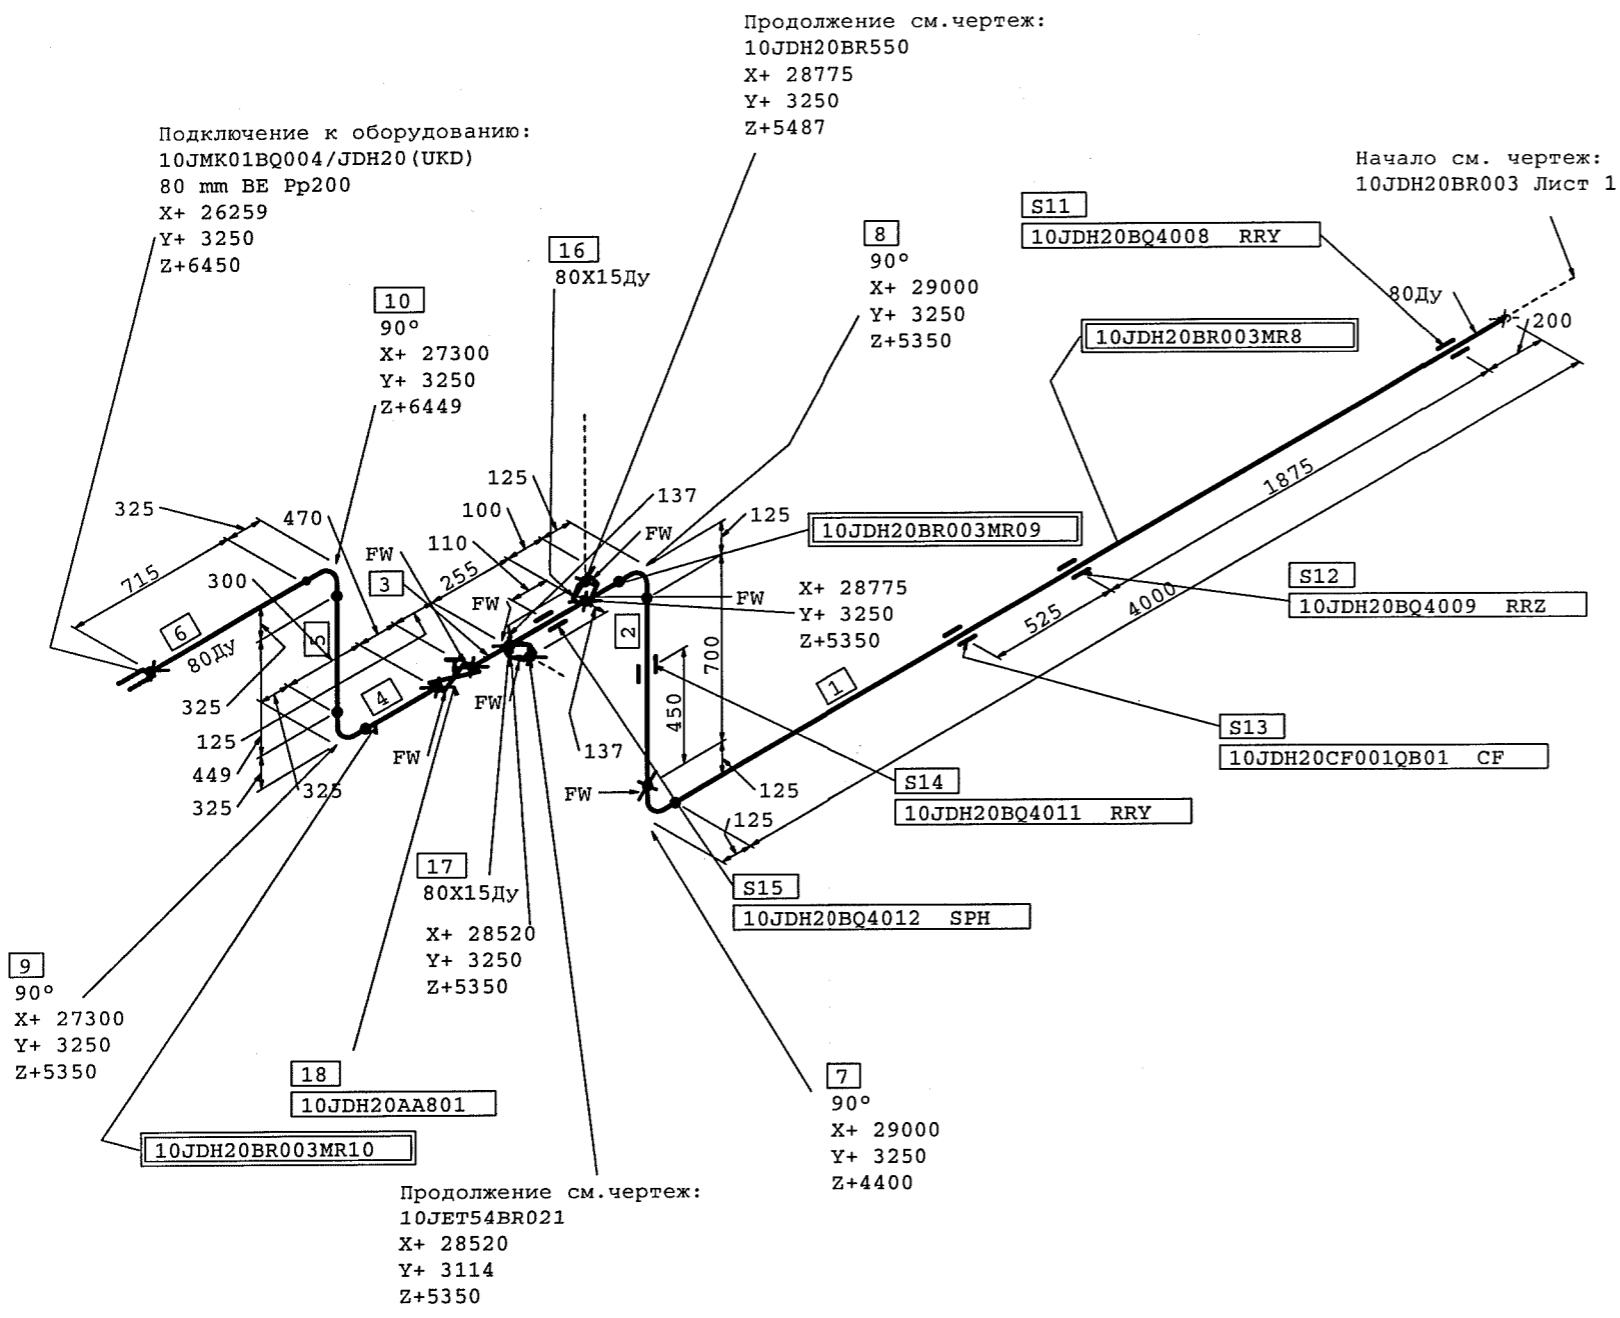 Продолжение см.чертеж:
10JDH20BR550
X+ 28775
Y+ 3250
Z+5487
Подключение к оборудованию:
10JMK01BQ004/JDH20(UKD)
80 mm BE Pp200
X+ 26259
Y+ 3250
Z+6450
Начало см. чертеж:
10JDH20BR003 Лист 1
S11
10JDH20BQ4008 RRY
8
90°
X+ 29000
Y+ 3250
Z+5350
16
80X15Ду
10
90°
X+ 27300
Y+ 3250
Z+6449
80Ду
200
10JDH20BR003MR8
1875
125
137
100
325
470
125
10JDH20BR003MR09
FW
110
FW
255
715
300
3
S12
10JDH20BQ4009 RRZ
X+ 28775
Y+ 3250
Z+5350
FW
FW
4000
525
6
80Ду
5
2
700
4
1
FW
450
325
125
449
325
325
FW
137
S13
10JDH20CF001QB01 CF
S14
10JDH20BQ4011 RRY
FW
125
125
17
80X15Ду
X+ 28520
Y+ 3250
Z+5350
S15
10JDH20BQ4012 SPH
9
90°
X+ 27300
Y+ 3250
Z+5350
18
10JDH20AA801
10JDH20BR003MR10
7
90°
X+ 29000
Y+ 3250
Z+4400
Продолжение см.чертеж:
10JET54BR021
X+ 28520
Y+ 3114
Z+5350